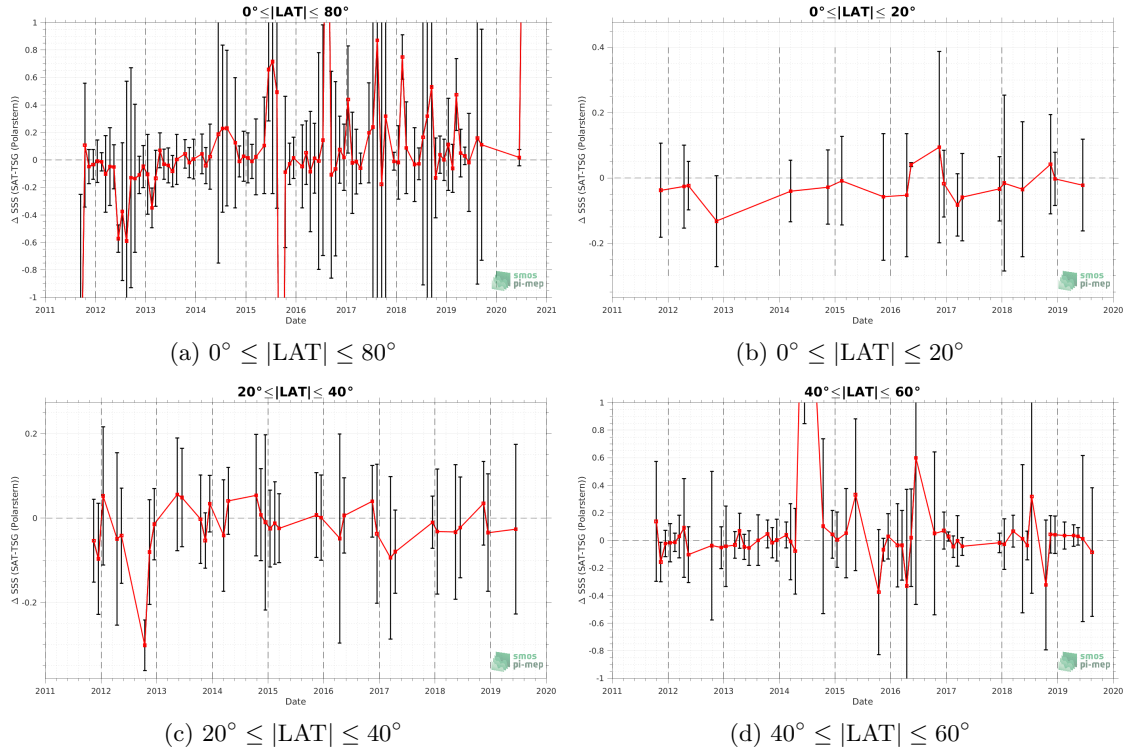 0°≤|LAT|≤ 80°
Δ SSS (SAT-TSG (Polarstern))
1
0.8
0.6
0.4
0.2
0
-0.2
-0.4
-0.6
-0.8
-1
2011 2012 2013 2014 2015 2016 2017 2018 2019 2020 2021
Date
smos
pi-mep
(a) 0° ≤ |LAT| ≤ 80°
0°≤|LAT|≤ 20°
Δ SSS (SAT-TSG (Polarstern))
0.4
0.2
0
-0.2
2011 2012 2013 2014 2015 2016 2017 2018 2019 2020
Date
smos
pi-mep
(b) 0° ≤ |LAT| ≤ 20°
20°≤|LAT|≤ 40°
Δ SSS (SAT-TSG (Polarstern))
0.2
0
-0.2
2011 2012 2013 2014 2015 2016 2017 2018 2019 2020
Date
smos
pi-mep
(c) 20° ≤ |LAT| ≤ 40°
40°≤|LAT|≤ 60°
Δ SSS (SAT-TSG (Polarstern))
1
0.8
0.6
0.4
0.2
0
-0.2
-0.4
-0.6
-0.8
-1
2011 2012 2013 2014 2015 2016 2017 2018 2019 2020
Date
smos
pi-mep
(d) 40° ≤ |LAT| ≤ 60°